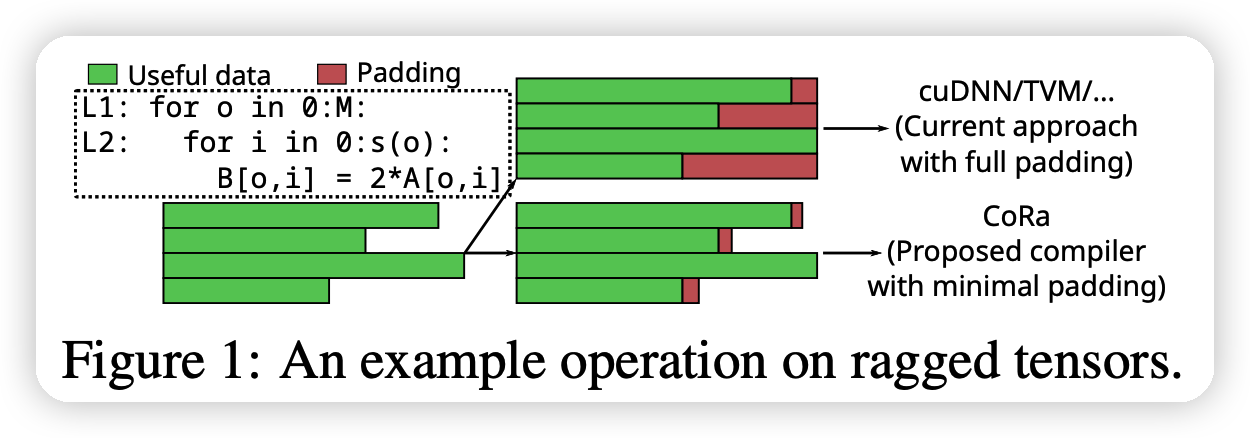 Useful data
Padding
L1: for o in 0:M:
L2:   for i in 0:s(o):
        B[o,i] = 2*A[o,i]
cuDNN/TVM/...
(Current approach
with full padding)
CoRa
(Proposed compiler
with minimal padding)
Figure 1: An example operation on ragged tensors.